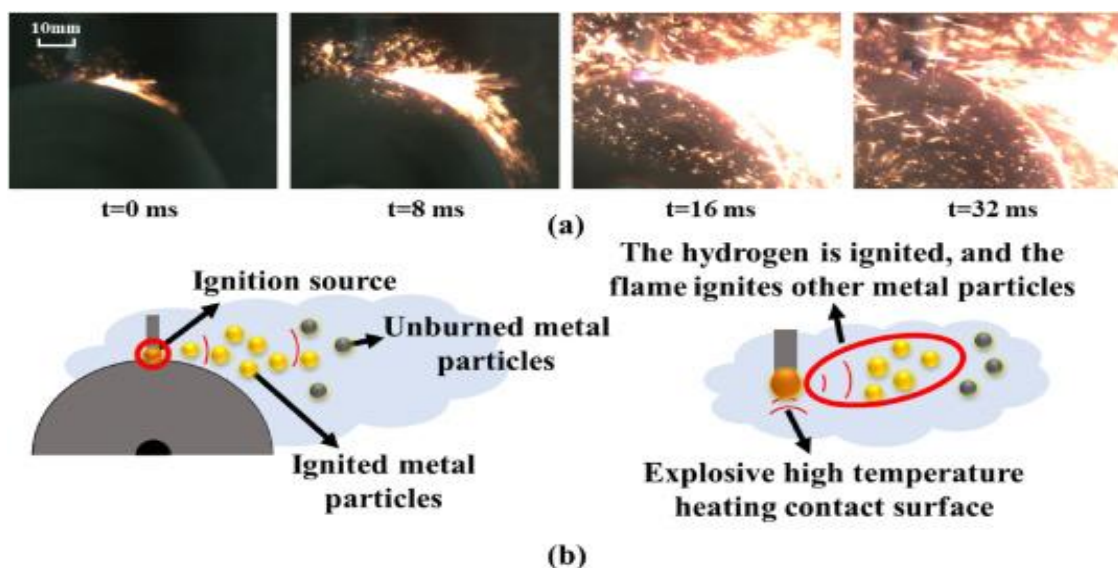 10mm
t=0 ms
t=8 ms
t=16 ms
t=32 ms
(a)
Ignition source
Unburned metal
particles
Ignited metal
particles
The hydrogen is ignited, and the
flame ignites other metal particles
Explosive high temperature
heating contact surface
(b)